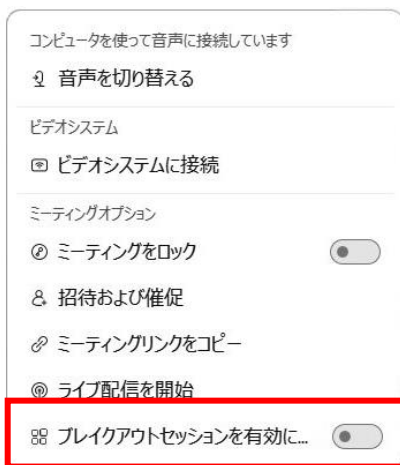 コンピュータを使って音声に接続しています
音声を切り替える
ビデオシステム
ビデオシステムに接続
ミーティングオプション
ミーティングをロック
招待および催促
ミーティングリンクをコピー
ライブ配信を開始
ブレイクアウトセッションを有効に...